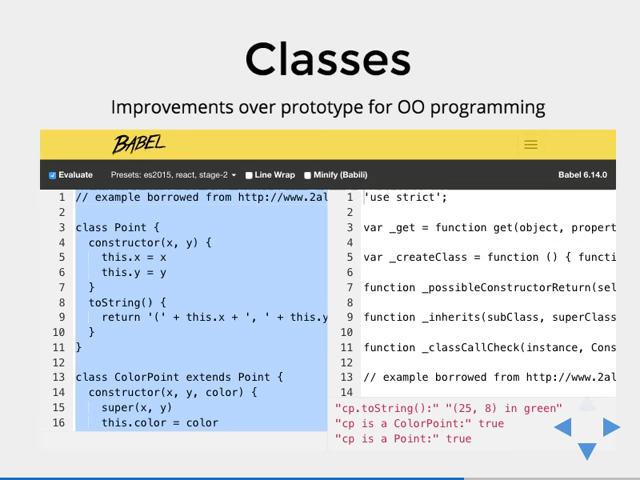 Classes
Improvements over prototype for OO programming
BABEL
Evaluate Presets: es2015, react, stage-2 Line Wrap Minify (Babili) Babel 6.14.0
1 // example borrowed from http://www.2al
2
3 class Point {
4 constructor(x, y) {
5 this.x = x
6 this.y = y
7 }
8 toString() {
9 return '(' + this.x + ', ' + this.y
10 }
11 }
12
13 class ColorPoint extends Point {
14 constructor(x, y, color) {
15 super(x, y)
16 this.color = color
1 'use strict';
2
3 var _get = function get(object, propert
4
5 var _createClass = function () { functi
6
7 function _possibleConstructorReturn(sel
8
9 function _inherits(subClass, superClass
10
11 function _classCallCheck(instance, Cons
12
13 // example borrowed from http://www.2al
14
"cp.toString():" "(25, 8) in green"
"cp is a ColorPoint:" true
"cp is a Point:" true